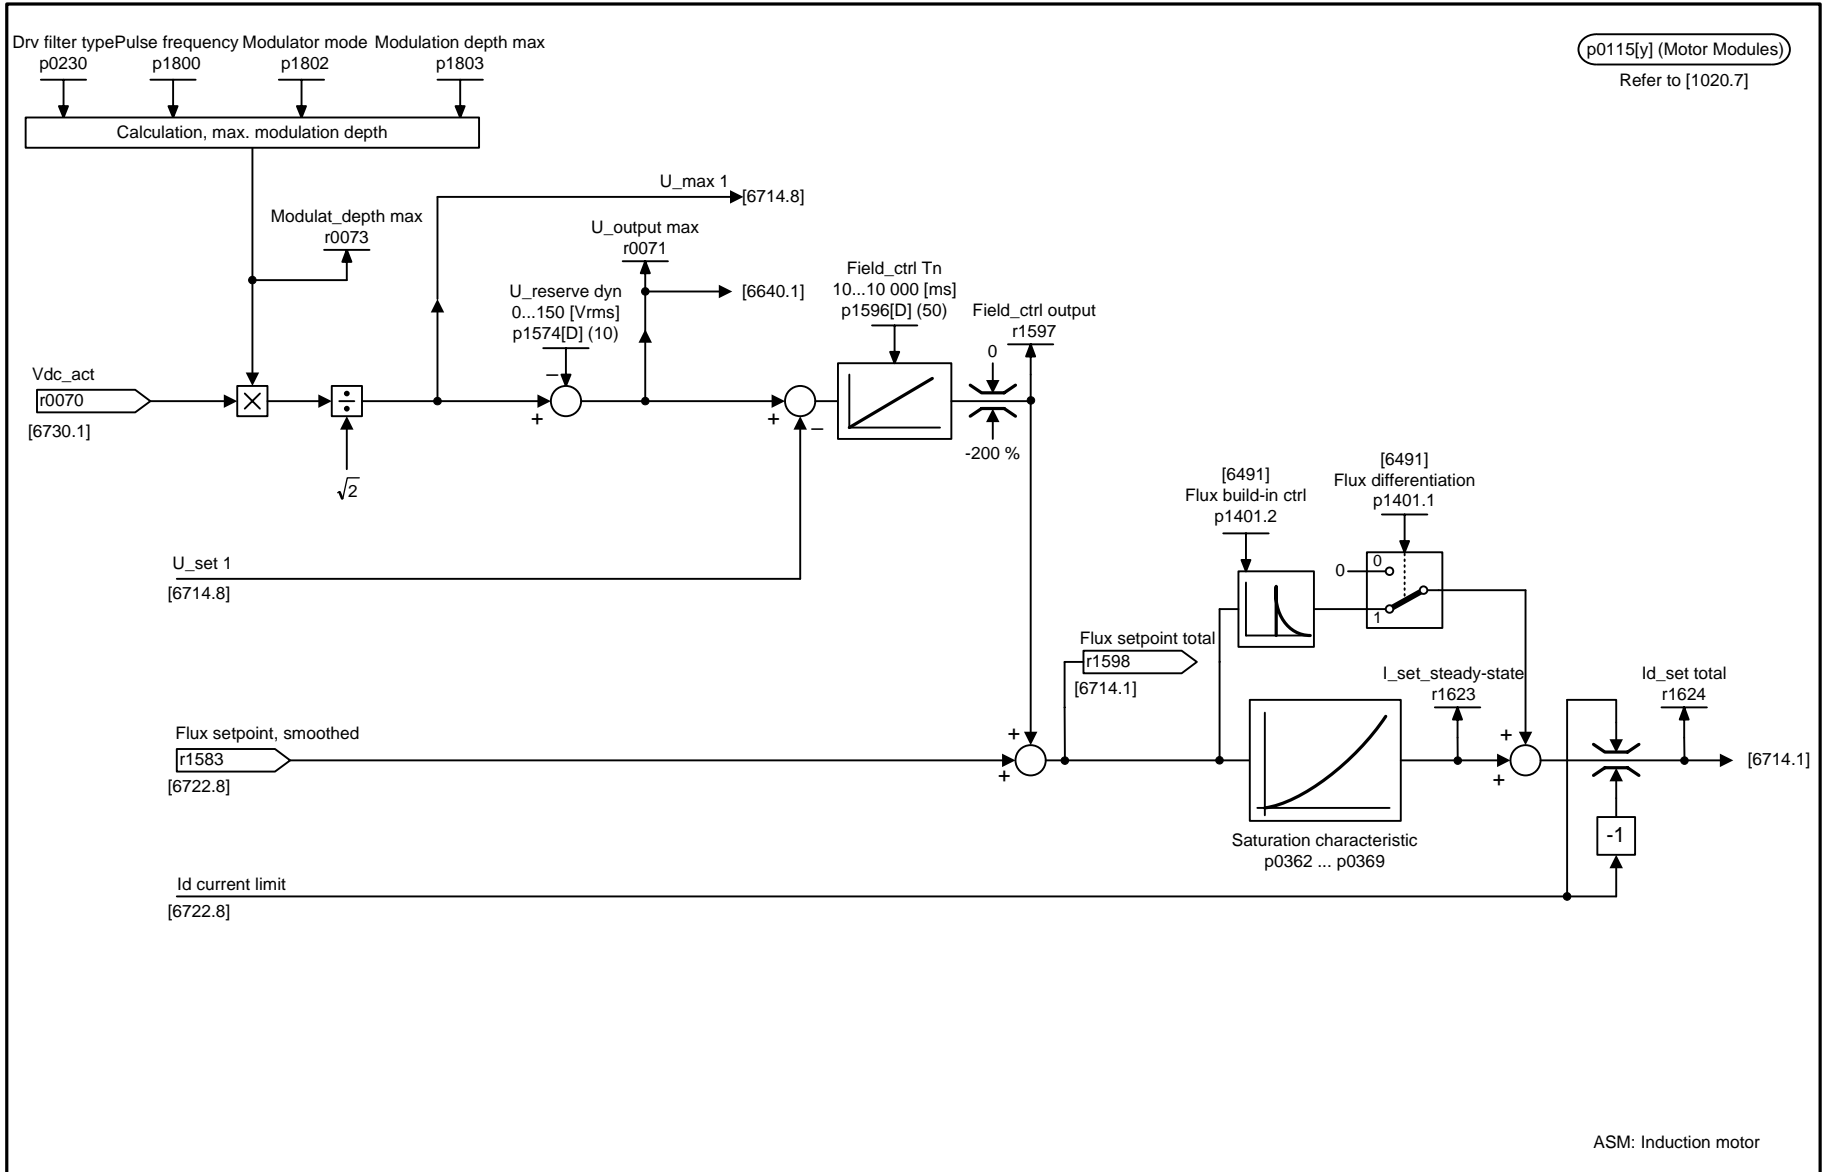 Drv filter type
p0230
Pulse frequency
p1800
Modulator mode
p1802
Modulation depth max
p1803
p0115[y] (Motor Modules)
Refer to [1020.7]
Calculation, max. modulation depth
U_max 1
[6714.8]
Modulat_depth max
r0073
U_output max
r0071
[6640.1]
U_reserve dyn
0...150 [Vrms]
p1574[D] (10)
Field_ctrl Tn
10...10 000 [ms]
p1596[D] (50)
Field_ctrl output
r1597
0
-200 %
Vdc_act
r0070
[6730.1]
×
÷
√2
+
–
+
–
U_set 1
[6714.8]
[6491]
Flux build-in ctrl
p1401.2
[6491]
Flux differentiation
p1401.1
0
0
1
Flux setpoint total
r1598
[6714.1]
I_set_steady-state
r1623
Id_set total
r1624
Flux setpoint, smoothed
r1583
[6722.8]
+
+
+
+
[6714.1]
Saturation characteristic
p0362 ... p0369
-1
Id current limit
[6722.8]
ASM: Induction motor